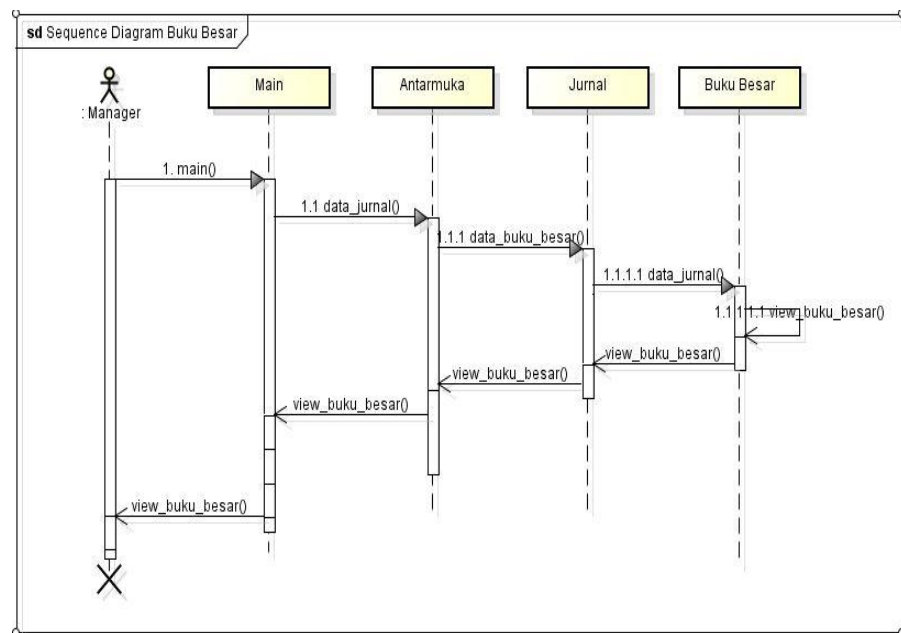 sd Sequence Diagram Buku Besar
: Manager
Main
Antarmuka
Jurnal
Buku Besar
1. main()
1.1 data_jurnal()
1.1.1 data_buku_besar()
1.1.1.1 data_jurnal()
1.1.1.1.1 view_buku_besar()
view_buku_besar()
view_buku_besar()
view_buku_besar()
view_buku_besar()